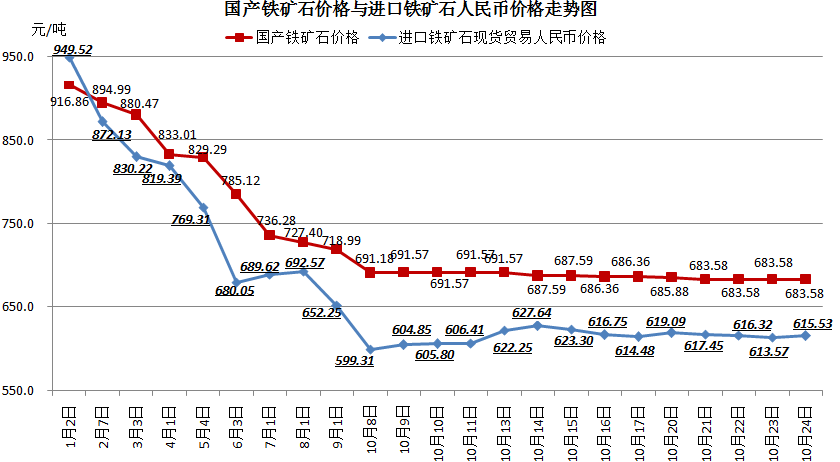 国产铁矿石价格与进口铁矿石人民币价格走势图
元/吨
国产铁矿石价格 进口铁矿石现货贸易人民币价格
950.0
850.0
750.0
650.0
550.0
916.86 894.99 880.47 833.01 829.29 785.12 736.28 727.40 718.99 691.18 691.57 691.57 691.57 691.57 687.59 687.59 686.36 686.36 685.88 683.58 683.58 683.58 683.58
949.52 872.13 830.22 819.39 769.31 680.05 689.62 692.57 652.25 599.31 604.85 605.80 606.41 622.25 627.64 623.30 616.75 614.48 619.09 617.45 616.32 613.57 615.53
1月2日 2月7日 3月3日 4月1日 5月4日 6月3日 7月1日 8月1日 9月1日 10月8日 10月9日 10月10日 10月11日 10月13日 10月14日 10月15日 10月16日 10月17日 10月20日 10月21日 10月22日 10月23日 10月24日